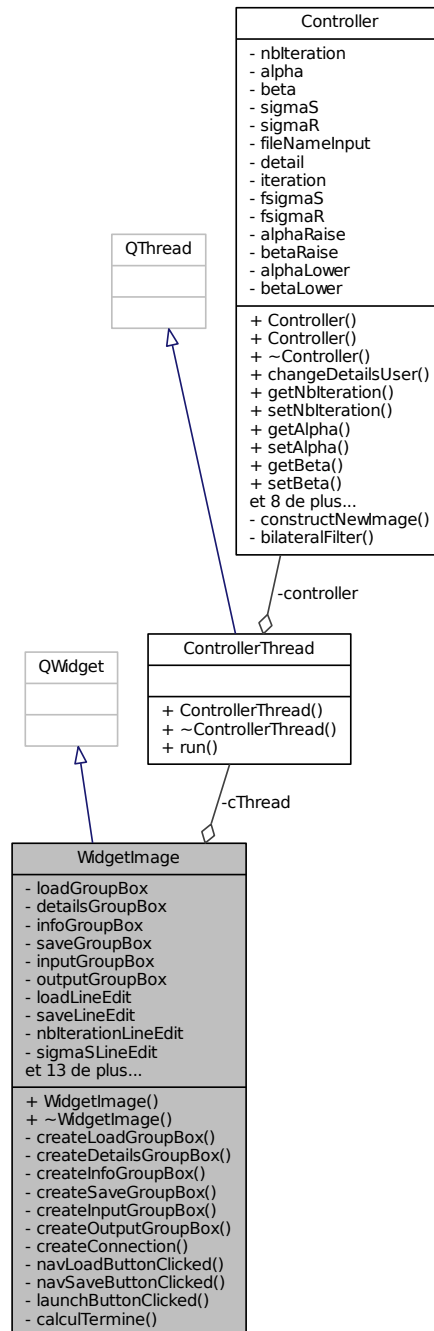 Controller
- nbIteration
- alpha
- beta
- sigmaS
- sigmaR
- fileNameInput
- detail
- iteration
- fsigmaS
- fsigmaR
- alphaRaise
- betaRaise
- alphaLower
- betaLower
+ Controller()
+ Controller()
+ ~Controller()
+ changeDetailsUser()
+ getNbIteration()
+ setNbIteration()
+ getAlpha()
+ setAlpha()
+ getBeta()
+ setBeta()
et 8 de plus...
- constructNewImage()
- bilateralFilter()
QThread
-controller
ControllerThread
+ ControllerThread()
+ ~ControllerThread()
+ run()
QWidget
-cThread
WidgetImage
- loadGroupBox
- detailsGroupBox
- infoGroupBox
- saveGroupBox
- inputGroupBox
- outputGroupBox
- loadLineEdit
- saveLineEdit
- nbIterationLineEdit
- sigmaSLineEdit
et 13 de plus...
+ WidgetImage()
+ ~WidgetImage()
- createLoadGroupBox()
- createDetailsGroupBox()
- createInfoGroupBox()
- createSaveGroupBox()
- createInputGroupBox()
- createOutputGroupBox()
- createConnection()
- navLoadButtonClicked()
- navSaveButtonClicked()
- launchButtonClicked()
- calculTermine()